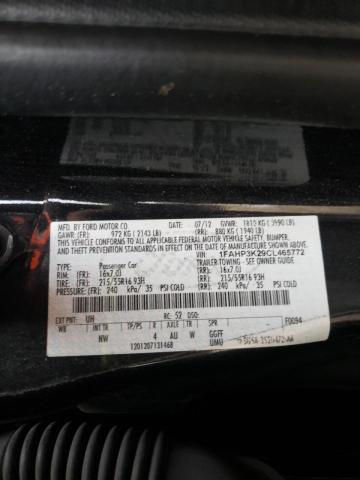 MFD. BY FORD MOTOR CO. 07/12 GVWR: 1810 KG ( 3990 LB)
GAWR: (FR): 972 KG ( 2143 LB) (RR): 880 KG ( 1940 LB)
THIS VEHICLE CONFORMS TO ALL APPLICABLE
FEDERAL MOTOR VEHICLE SAFETY, BUMPER,
AND THEFT PREVENTION STANDARDS IN EFFECT
ON THE DATE OF MANUFACTURE SHOWN ABOVE.
VIN: 1FAHP3K29CL465772
TYPE: Passenger Car TRAILER TOWING - SEE OWNER GUIDE
RIM: (FR): 16x7.0J (RR): 16x7.0J
TIRE: (FR): 215/55R16 93H (RR): 215/55R16 93H
PRESSURE: (FR): 240 kPa/ 35 PSI COLD (RR): 240 kPa/ 35 PSI COLD
EXT PNT: UH RC: 52 DSO: F0094
WB INT TR AX TR SPR
NW 4 AU W GGFF
1201207131468 UMU